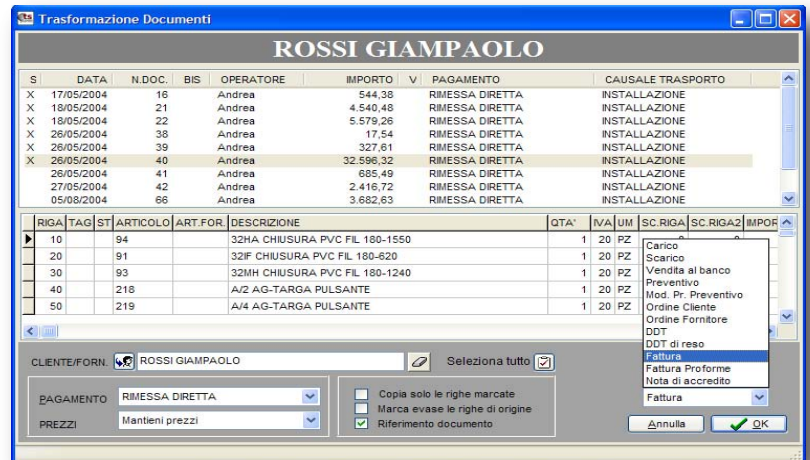 Trasformazione Documenti
ROSSI GIAMPAOLO
S DATA N.DOC. BIS OPERATORE IMPORTO V PAGAMENTO CAUSALE TRASPORTO
X 17/05/2004 16 Andrea 544,38 RIMESSA DIRETTA INSTALLAZIONE
X 18/05/2004 21 Andrea 4.540,48 RIMESSA DIRETTA INSTALLAZIONE
X 18/05/2004 22 Andrea 5.579,26 RIMESSA DIRETTA INSTALLAZIONE
X 26/05/2004 38 Andrea 17,54 RIMESSA DIRETTA INSTALLAZIONE
X 26/05/2004 39 Andrea 327,61 RIMESSA DIRETTA INSTALLAZIONE
X 26/05/2004 40 Andrea 32.596,32 RIMESSA DIRETTA INSTALLAZIONE
26/05/2004 41 Andrea 685,49 RIMESSA DIRETTA INSTALLAZIONE
27/05/2004 42 Andrea 2.416,72 RIMESSA DIRETTA INSTALLAZIONE
05/08/2004 66 Andrea 3.682,63 RIMESSA DIRETTA INSTALLAZIONE
RIGA TAG ST ARTICOLO ART.FOR. DESCRIZIONE QTA' IVA UM SC.RIGA SC.RIGA2 IMPOR
10 94 32HA CHIUSURA PVC FIL 180-1550 1 20 PZ
20 91 32IF CHIUSURA PVC FIL 180-620 1 20 PZ
30 93 32MH CHIUSURA PVC FIL 180-1240 1 20 PZ
40 218 A/2 AG-TARGA PULSANTE 1 20 PZ
50 219 A/4 AG-TARGA PULSANTE 1 20 PZ
Carico
Scarico
Vendita al banco
Preventivo
Mod. Pr. Preventivo
Ordine Cliente
Ordine Fornitore
DDT
DDT di reso
Fattura
Fattura Proforme
Nota di accredito
Fattura
CLIENTE/FORN. ROSSI GIAMPAOLO Seleziona tutto
PAGAMENTO RIMESSA DIRETTA
PREZZI Mantieni prezzi
Copia solo le righe marcate
Marca evase le righe di origine
Riferimento documento
Annulla OK